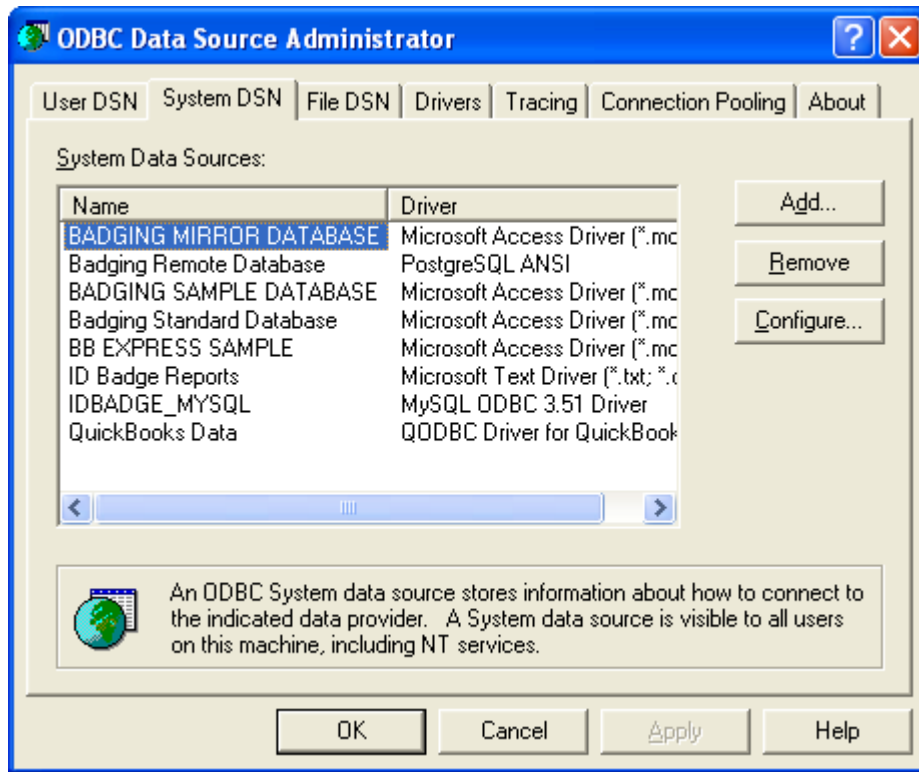 ODBC Data Source Administrator
User DSN System DSN File DSN Drivers Tracing Connection Pooling About
System Data Sources:
Name Driver
BADGING MIRROR DATABASE Microsoft Access Driver (*.mc
Badging Remote Database PostgreSQL ANSI
BADGING SAMPLE DATABASE Microsoft Access Driver (*.mc
Badging Standard Database Microsoft Access Driver (*.mc
BB EXPRESS SAMPLE Microsoft Access Driver (*.mc
ID Badge Reports Microsoft Text Driver (*.txt; *.c
IDBADGE_MYSQL MySQL ODBC 3.51 Driver
QuickBooks Data QODBC Driver for QuickBook
Add...
Remove
Configure...
An ODBC System data source stores information about how to connect to
the indicated data provider. A System data source is visible to all users
on this machine, including NT services.
OK Cancel Apply Help